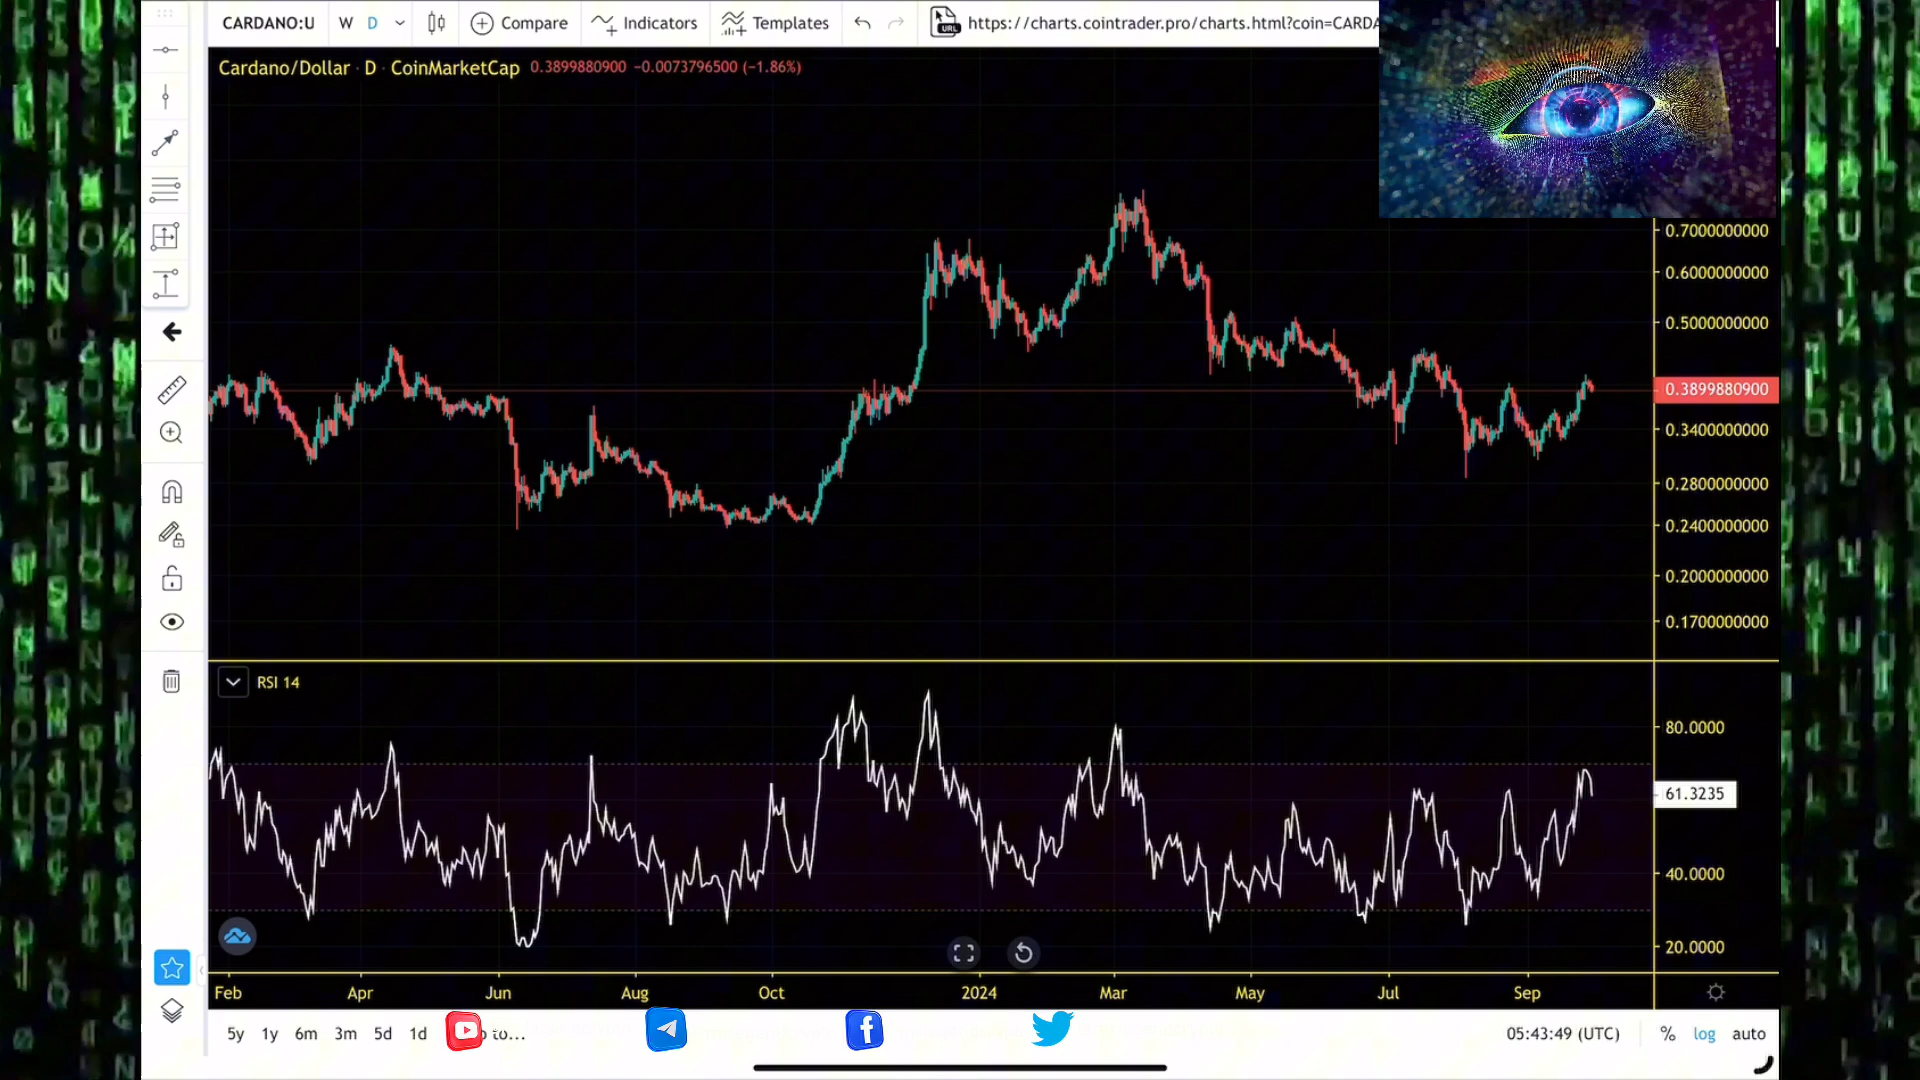 CARDANO:U W D Compare Indicators Templates URL https://charts.cointrader.pro/charts.html?coin=CARDA
Cardano/Dollar · D · CoinMarketCap 0.3899880900 −0.0073796500 (−1.86%)
0.7000000000
0.6000000000
0.5000000000
0.3899880900
0.3400000000
0.2800000000
0.2400000000
0.2000000000
0.1700000000
RSI 14
80.0000
61.3235
40.0000
20.0000
Feb Apr Jun Aug Oct 2024 Mar May Jul Sep
5y 1y 6m 3m 5d 1d to... 05:43:49 (UTC) % log auto